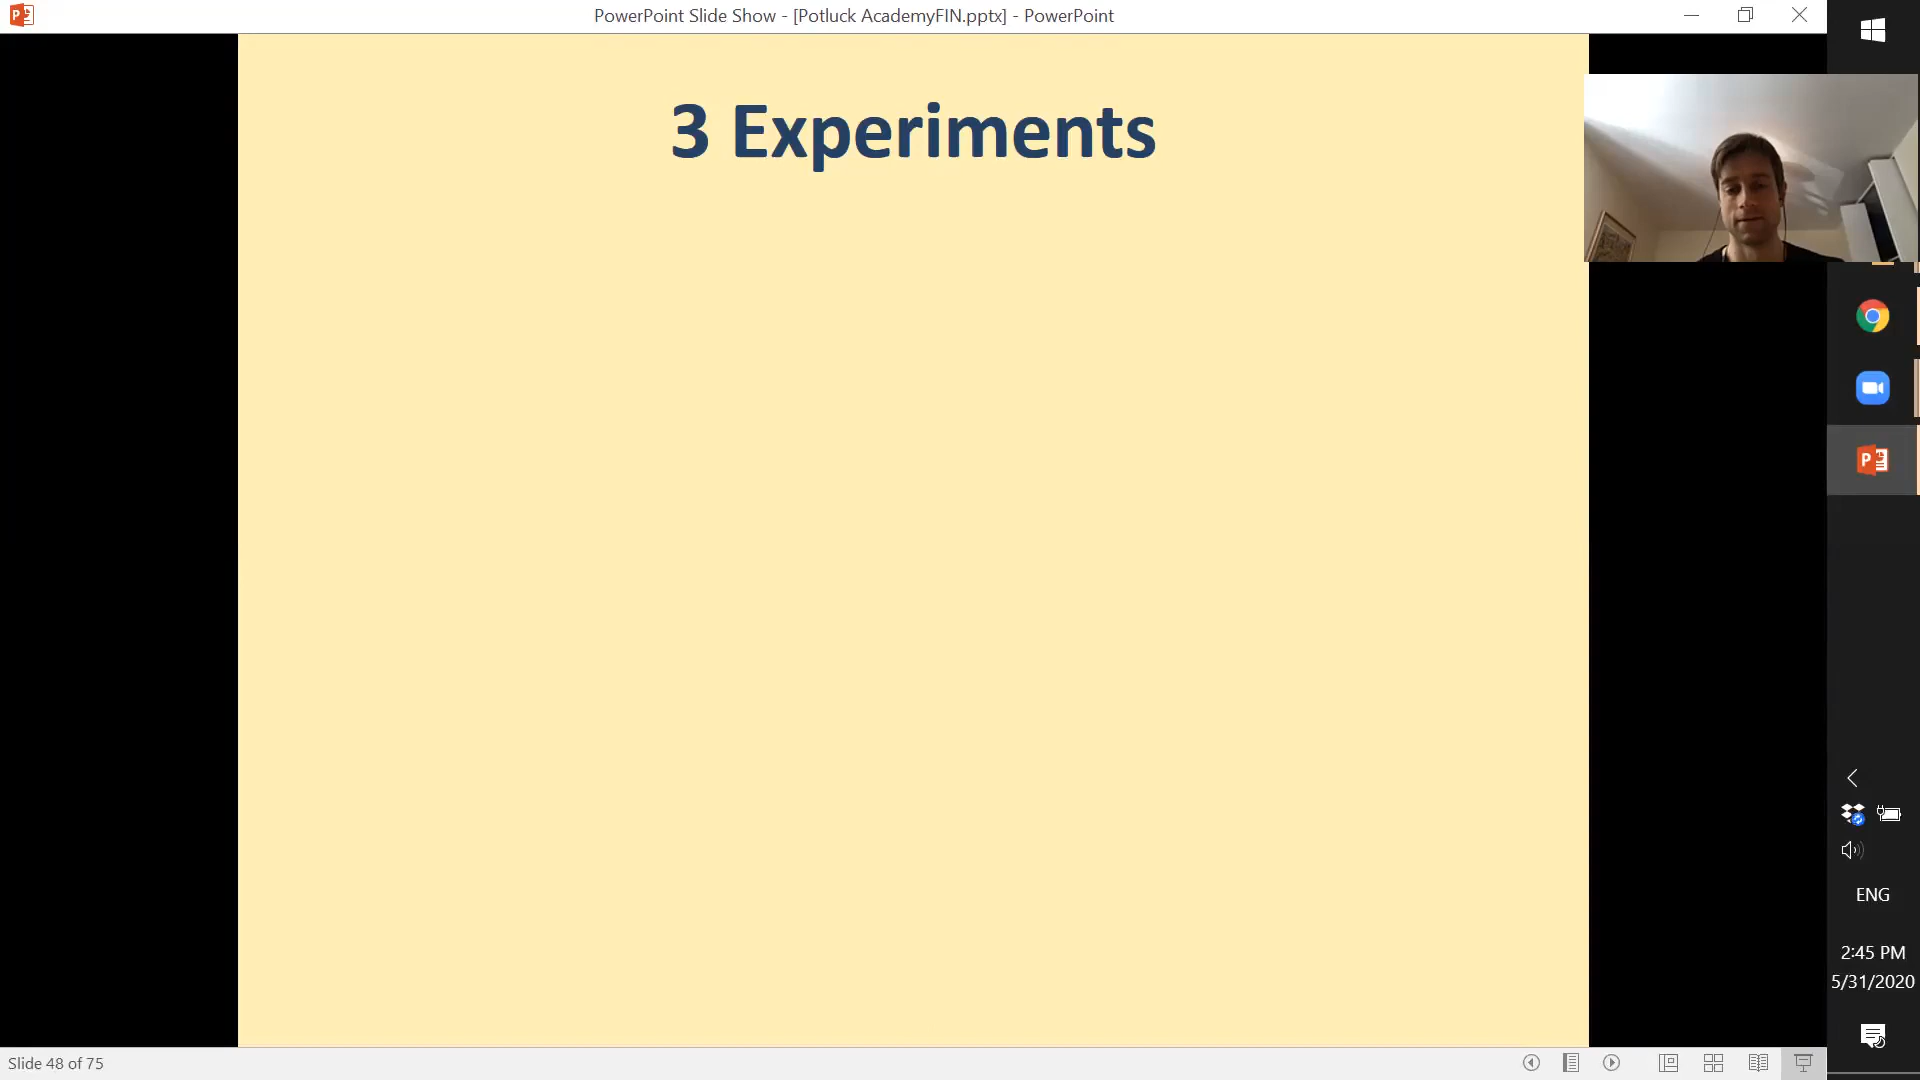 PowerPoint Slide Show - [Potluck AcademyFIN.pptx] - PowerPoint
3 Experiments
ENG
2:45 PM
5/31/2020
Slide 48 of 75